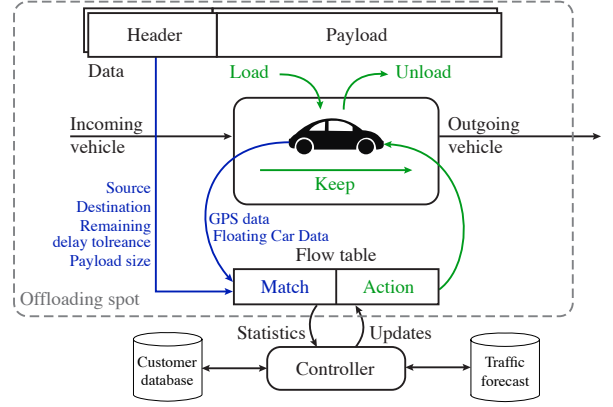 Header
Payload
Data
Load
Unload
Incoming
vehicle
Outgoing
vehicle
Keep
Source
Destination
Remaining
delay tolreance
Payload size
GPS data
Floating Car Data
Flow table
Match
Action
Offloading spot
Statistics
Updates
Customer
database
Controller
Traffic
forecast